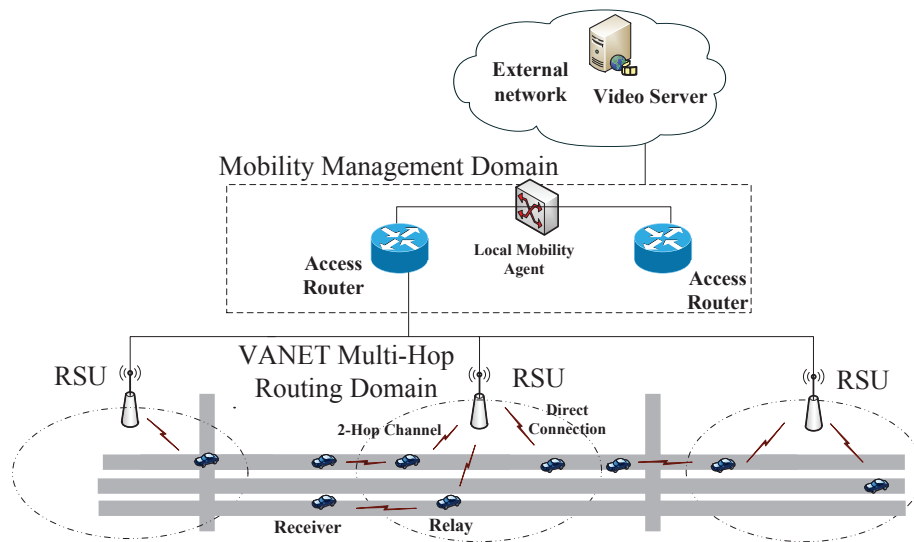 External
network
Video Server
Mobility Management Domain
Local Mobility
Agent
Access
Router
Access
Router
VANET Multi-Hop
Routing Domain
RSU
RSU
RSU
2-Hop Channel
Direct
Connection
Receiver
Relay